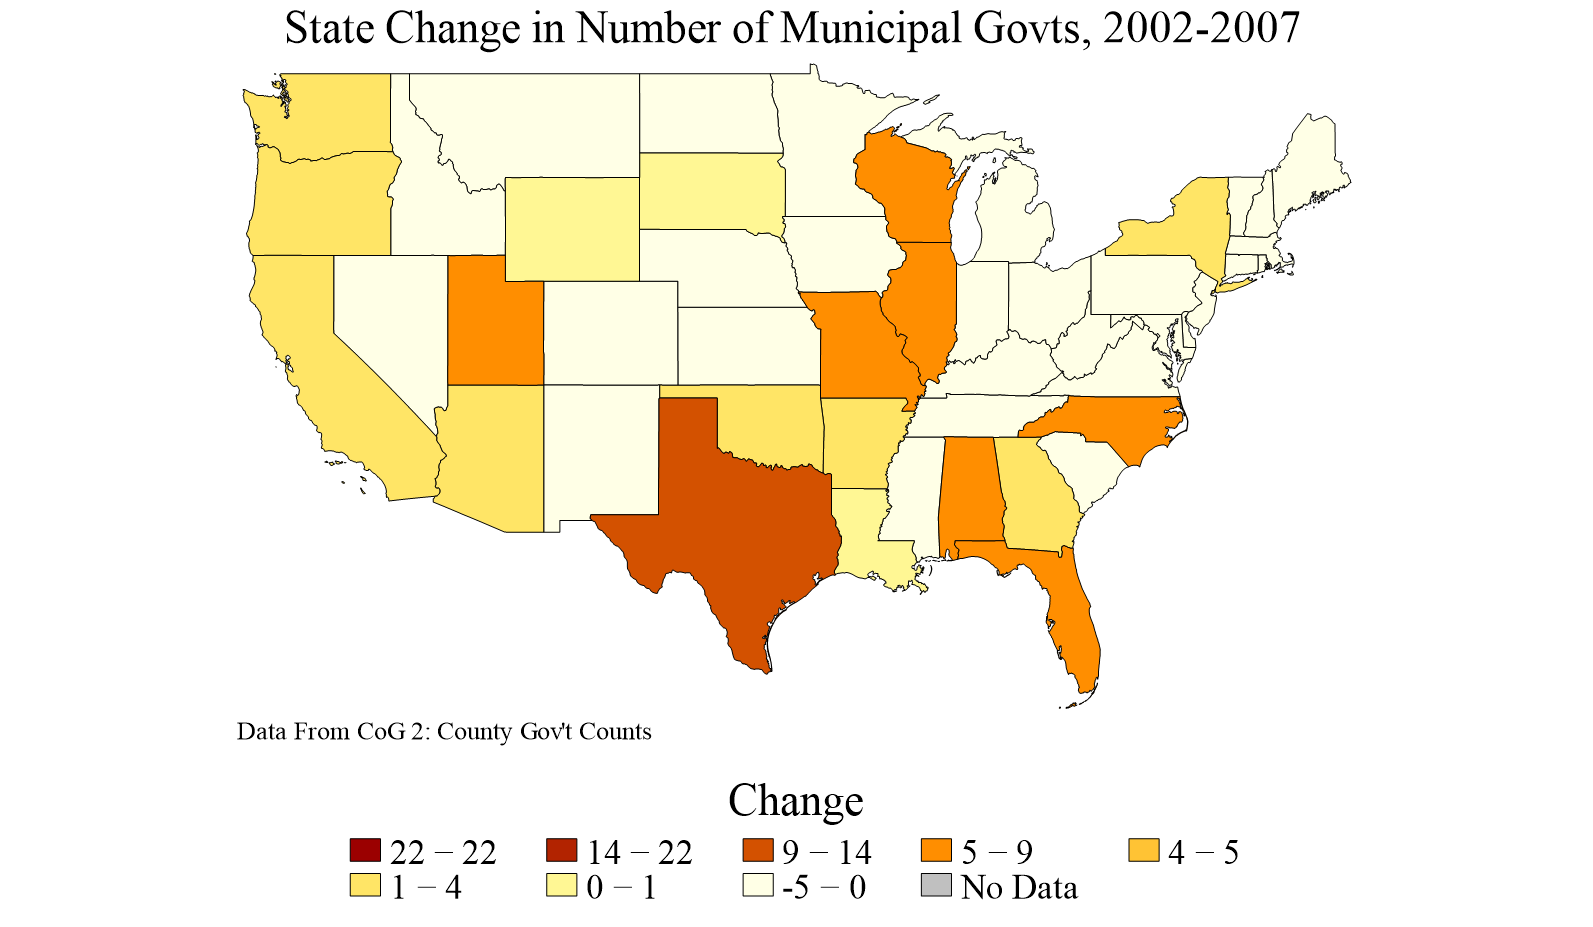 State Change in Number of Municipal Govts, 2002-2007
Data From CoG 2: County Gov't Counts
Change
22 − 22 14 − 22 9 − 14 5 − 9 4 − 5
1 − 4 0 − 1 -5 − 0 No Data